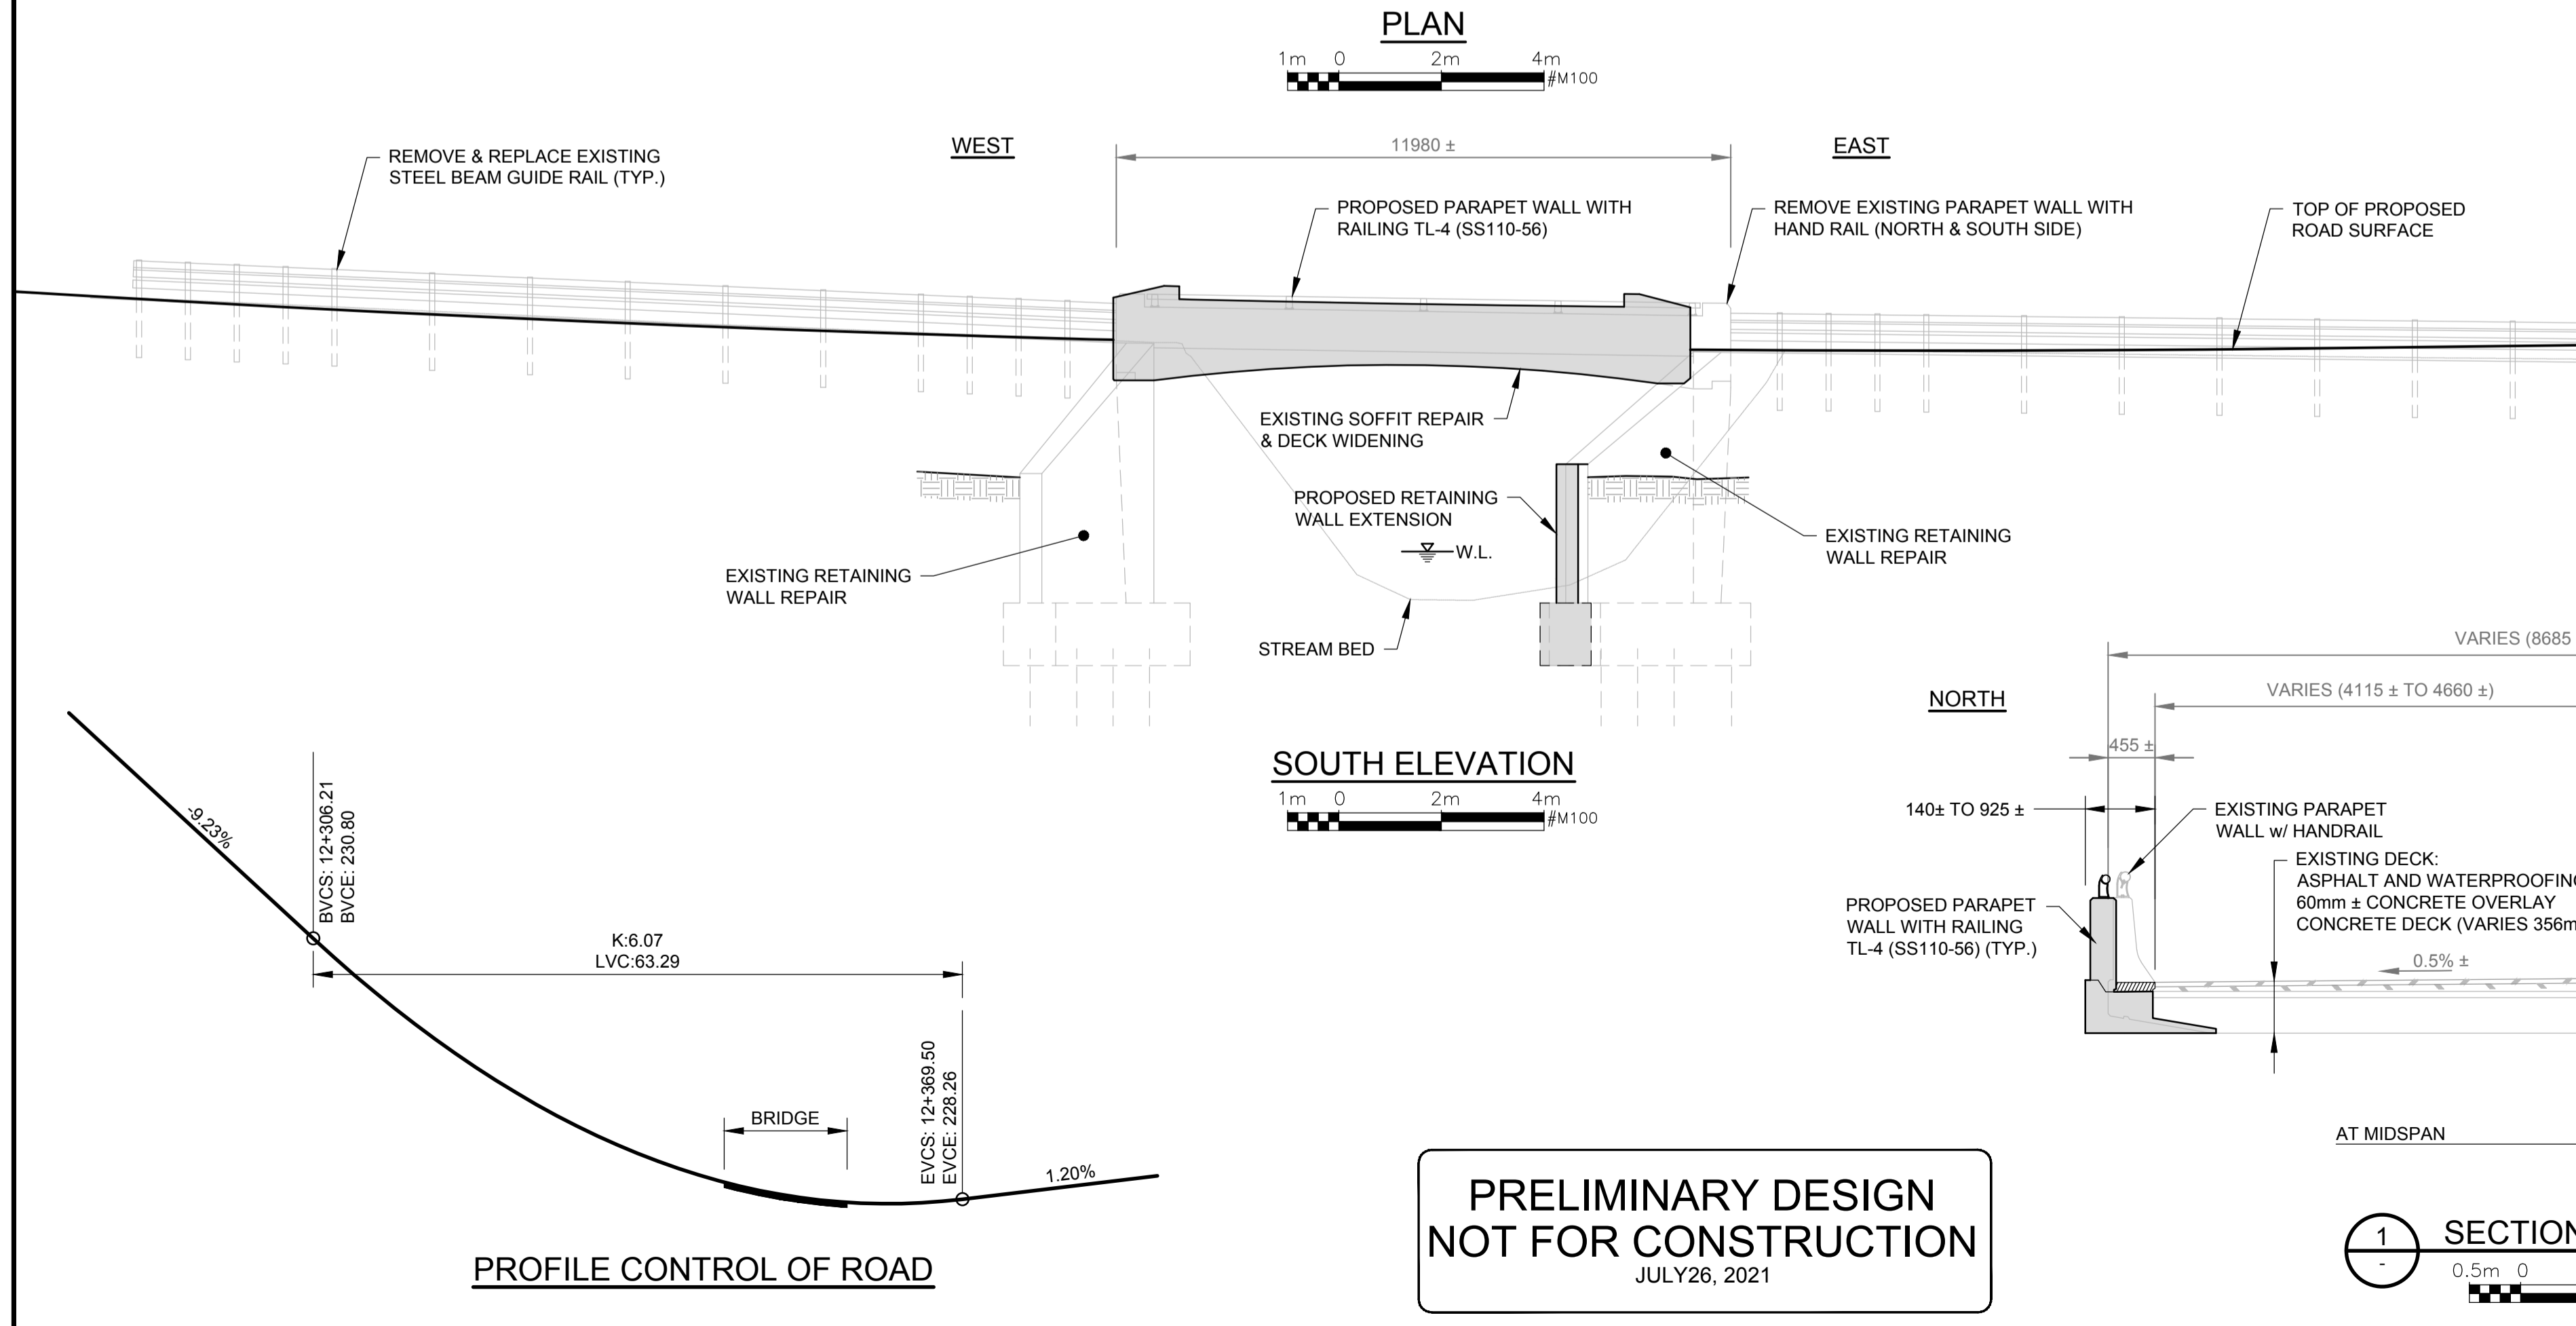 PLAN
1m 0 2m 4m
#M100
WEST
11980 ±
EAST
REMOVE & REPLACE EXISTING
STEEL BEAM GUIDE RAIL (TYP.)
PROPOSED PARAPET WALL WITH
RAILING TL-4 (SS110-56)
REMOVE EXISTING PARAPET WALL WITH
HAND RAIL (NORTH & SOUTH SIDE)
TOP OF PROPOSED
ROAD SURFACE
EXISTING SOFFIT REPAIR
& DECK WIDENING
PROPOSED RETAINING
WALL EXTENSION
W.L.
EXISTING RETAINING
WALL REPAIR
EXISTING RETAINING
WALL REPAIR
STREAM BED
SOUTH ELEVATION
1m 0 2m 4m
#M100
-9.23%
BVCS: 12+306.21
BVCE: 230.80
K:6.07
LVC:63.29
BRIDGE
EVCS: 12+369.50
EVCE: 228.26
1.20%
PROFILE CONTROL OF ROAD
PRELIMINARY DESIGN
NOT FOR CONSTRUCTION
JULY26, 2021
VARIES (8685
VARIES (4115 ± TO 4660 ±)
NORTH
455 ±
140± TO 925 ±
EXISTING PARAPET
WALL w/ HANDRAIL
EXISTING DECK:
ASPHALT AND WATERPROOFING
60mm ± CONCRETE OVERLAY
CONCRETE DECK (VARIES 356m
PROPOSED PARAPET
WALL WITH RAILING
TL-4 (SS110-56) (TYP.)
0.5% ±
AT MIDSPAN
1
-
SECTION
0.5m 0